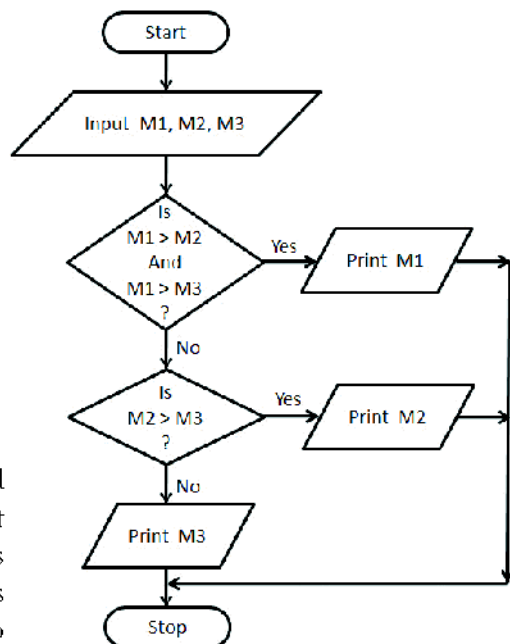 Start
Input M1, M2, M3
Is
M1 > M2
And
M1 > M3
?
Yes
Print M1
No
Is
M2 > M3
?
Yes
Print M2
No
Print M3
Stop